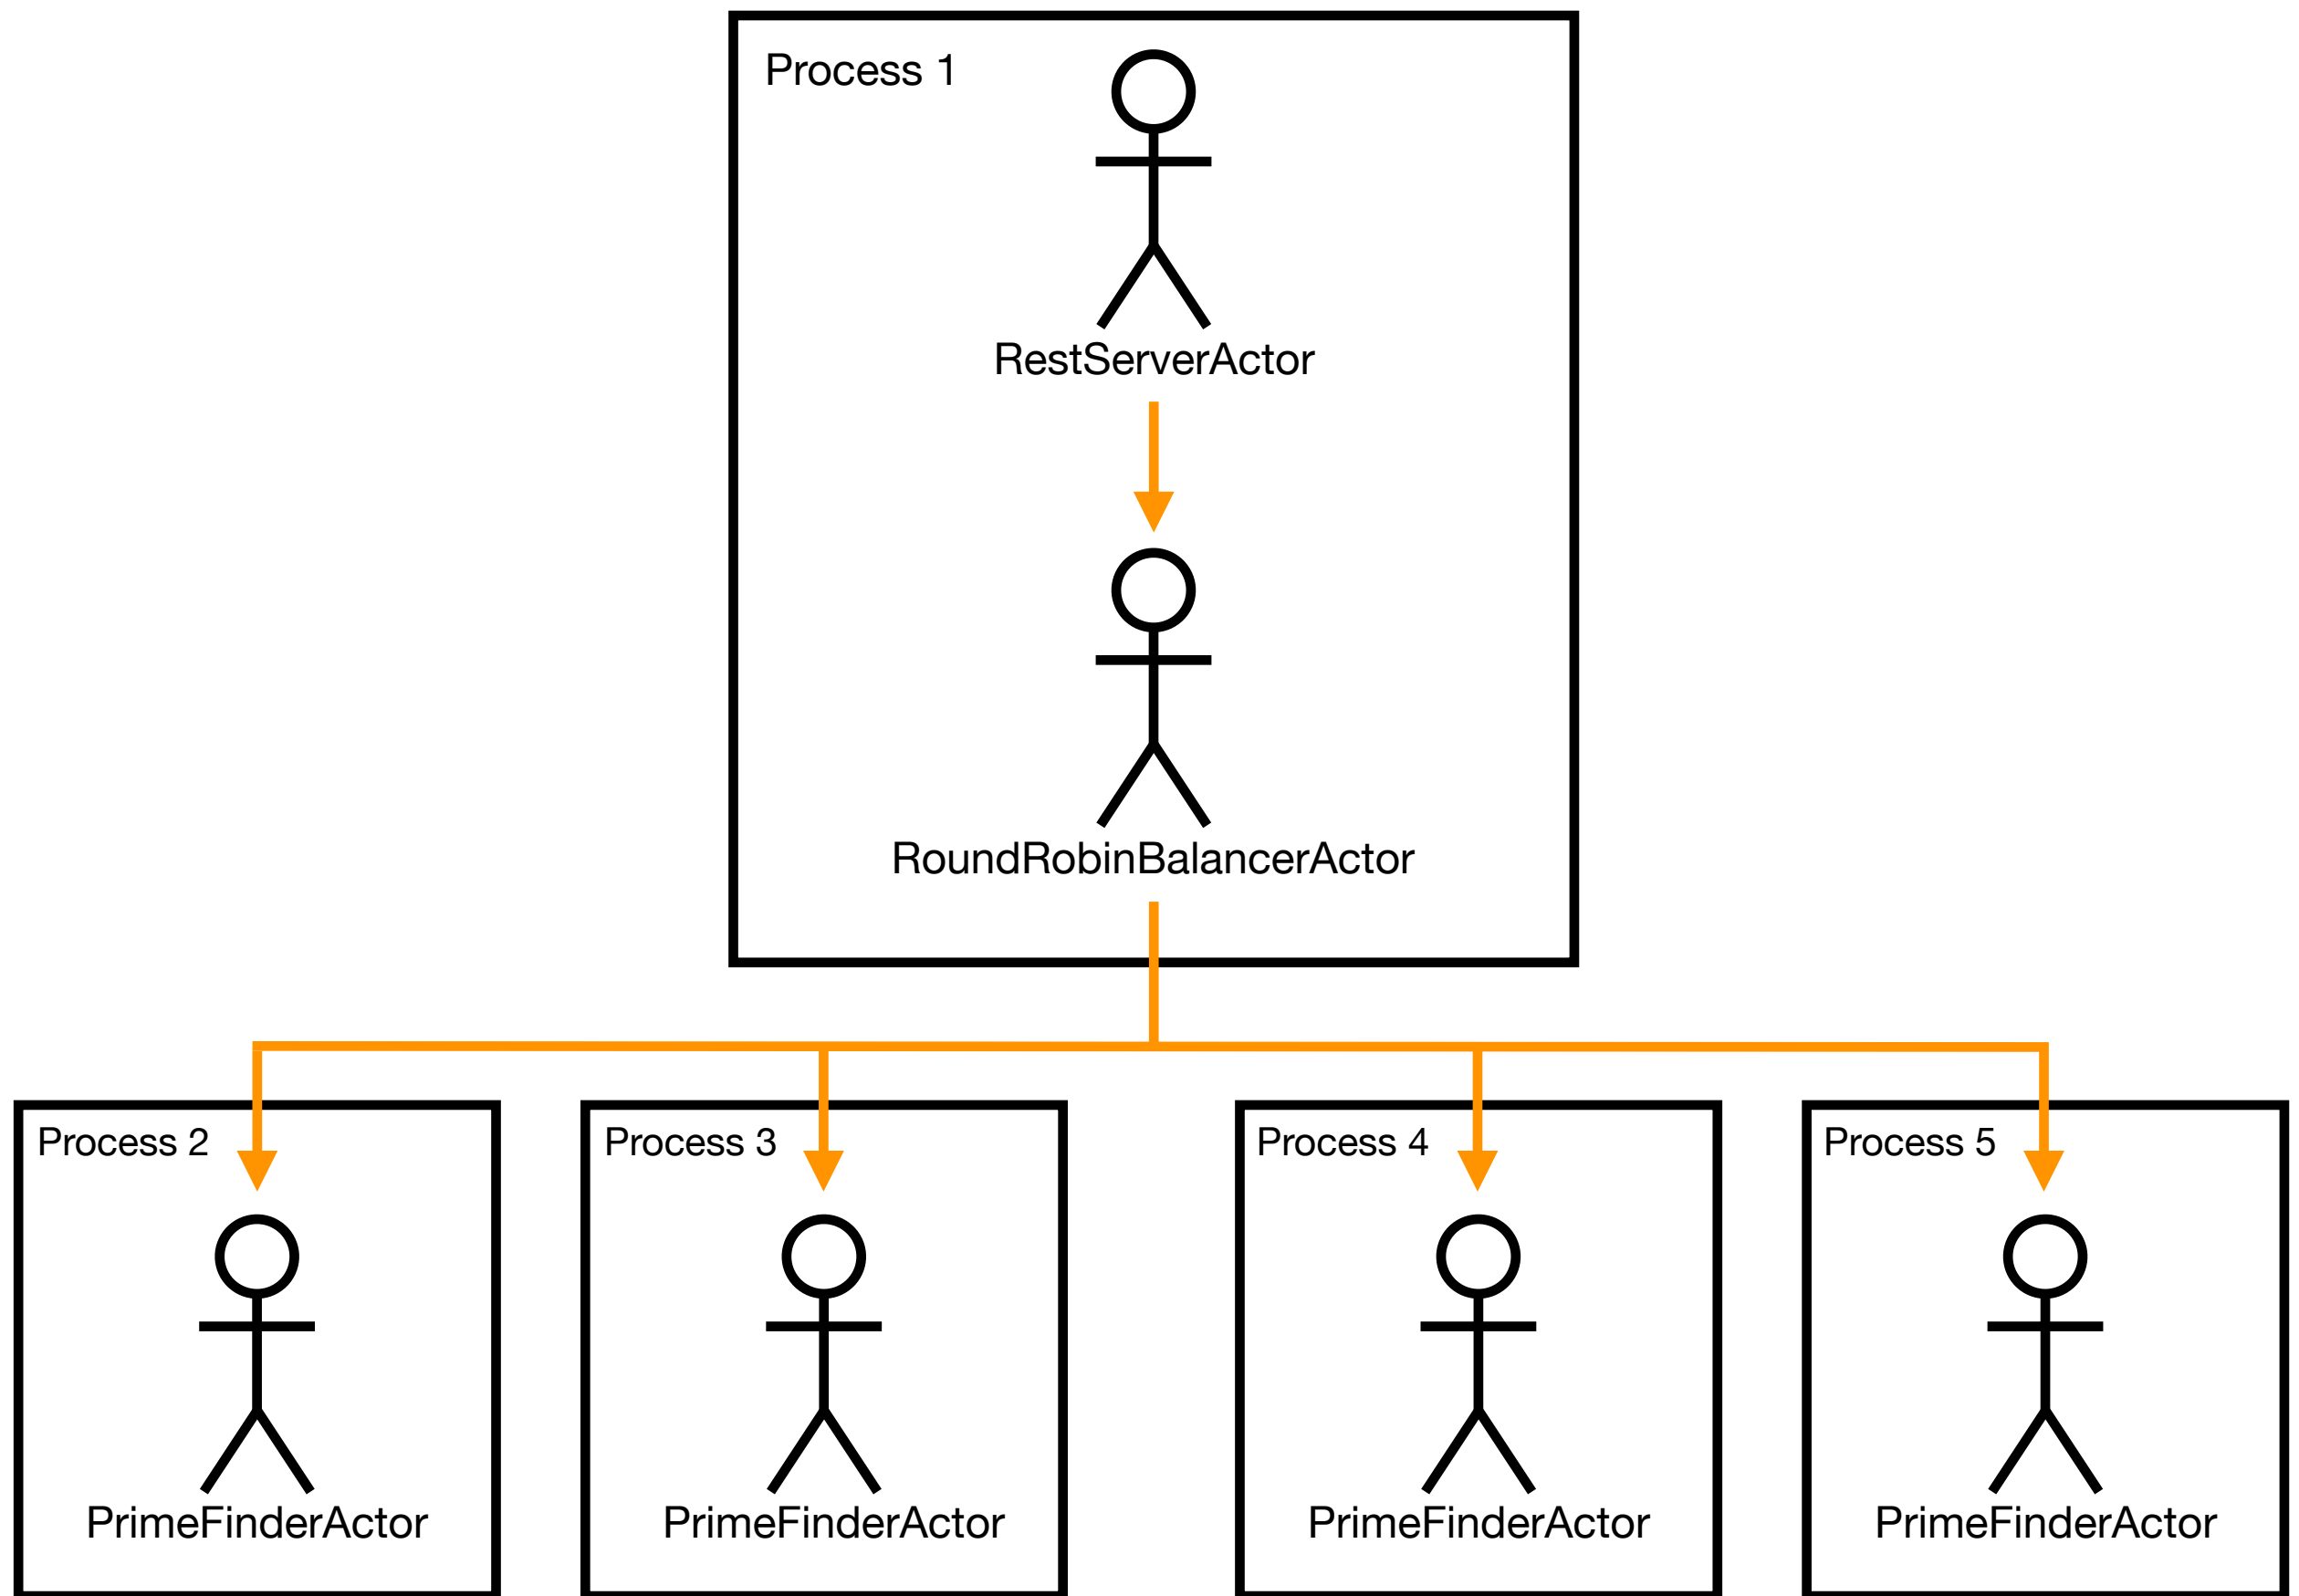 Process 1
RestServerActor
RoundRobinBalancerActor
Process 2
Process 3
Process 4
Process 5
PrimeFinderActor
PrimeFinderActor
PrimeFinderActor
PrimeFinderActor